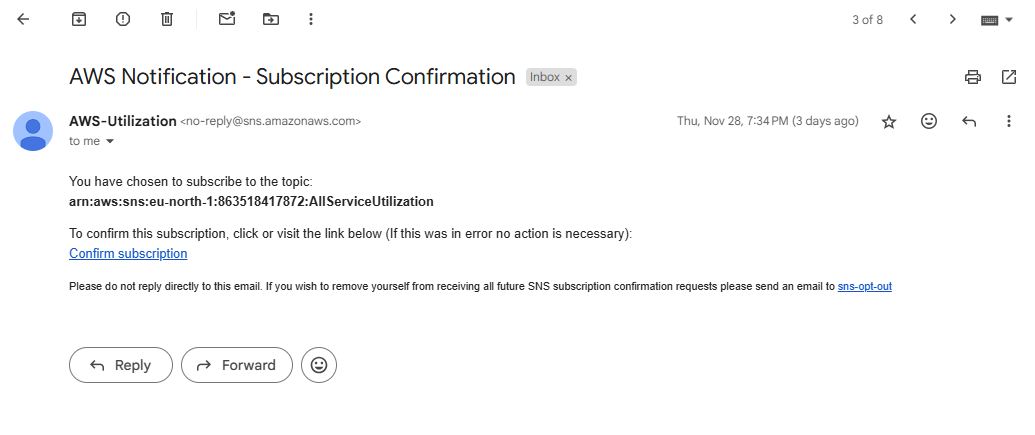 3 of 8
AWS Notification - Subscription Confirmation Inbox ×
AWS-Utilization <no-reply@sns.amazonaws.com> Thu, Nov 28, 7:34 PM (3 days ago)
to me
You have chosen to subscribe to the topic:
arn:aws:sns:eu-north-1:863518417872:AllServiceUtilization
To confirm this subscription, click or visit the link below (If this was in error no action is necessary):
Confirm subscription
Please do not reply directly to this email. If you wish to remove yourself from receiving all future SNS subscription confirmation requests please send an email to sns-opt-out
Reply Forward